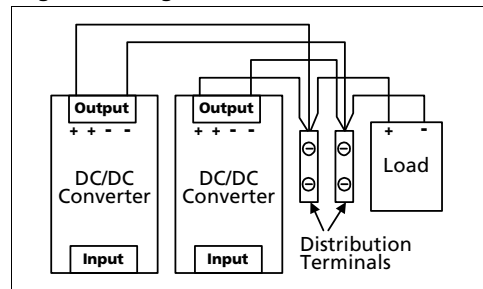 Output
+ + - -
DC/DC
Converter
Input
Output
+ + - -
DC/DC
Converter
Input
Distribution
Terminals
+ -
Load